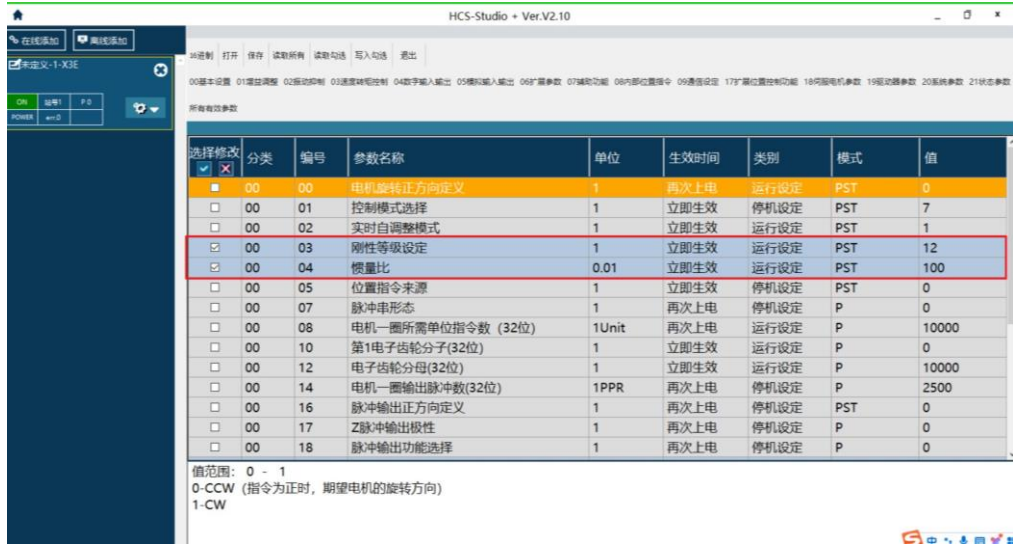 HCS-Studio + Ver.V2.10
在线添加 离线添加
未定义-1-X3E
ON 站号1 P 0
POWER err:0
16进制 打开 保存 读取所有 读取勾选 写入勾选 退出
00基本设置 01增益调整 02振动抑制 03速度转矩控制 04数字输入输出 05模拟输入输出 06扩展参数 07辅助功能 08内部位置指令 09通信设定 17扩展位置控制功能 18伺服电机参数 19驱动器参数 20系统参数 21状态参数
所有有效参数
选择修改 分类 编号 参数名称 单位 生效时间 类别 模式 值
00 00 电机旋转正方向定义 1 再次上电 运行设定 PST 0
00 01 控制模式选择 1 立即生效 停机设定 PST 7
00 02 实时自调整模式 1 立即生效 运行设定 PST 1
00 03 刚性等级设定 1 立即生效 运行设定 PST 12
00 04 惯量比 0.01 立即生效 运行设定 PST 100
00 05 位置指令来源 1 立即生效 停机设定 PST 0
00 07 脉冲串形态 1 再次上电 停机设定 P 0
00 08 电机一圈所需单位指令数（32位） 1Unit 再次上电 运行设定 P 10000
00 10 第1电子齿轮分子(32位) 1 立即生效 运行设定 P 0
00 12 电子齿轮分母(32位) 1 立即生效 运行设定 P 10000
00 14 电机一圈输出脉冲数(32位) 1PPR 再次上电 停机设定 P 2500
00 16 脉冲输出正方向定义 1 再次上电 停机设定 PST 0
00 17 Z脉冲输出极性 1 再次上电 停机设定 P 0
00 18 脉冲输出功能选择 1 再次上电 停机设定 P 0
值范围： 0 - 1
0-CCW（指令为正时，期望电机的旋转方向）
1-CW
中